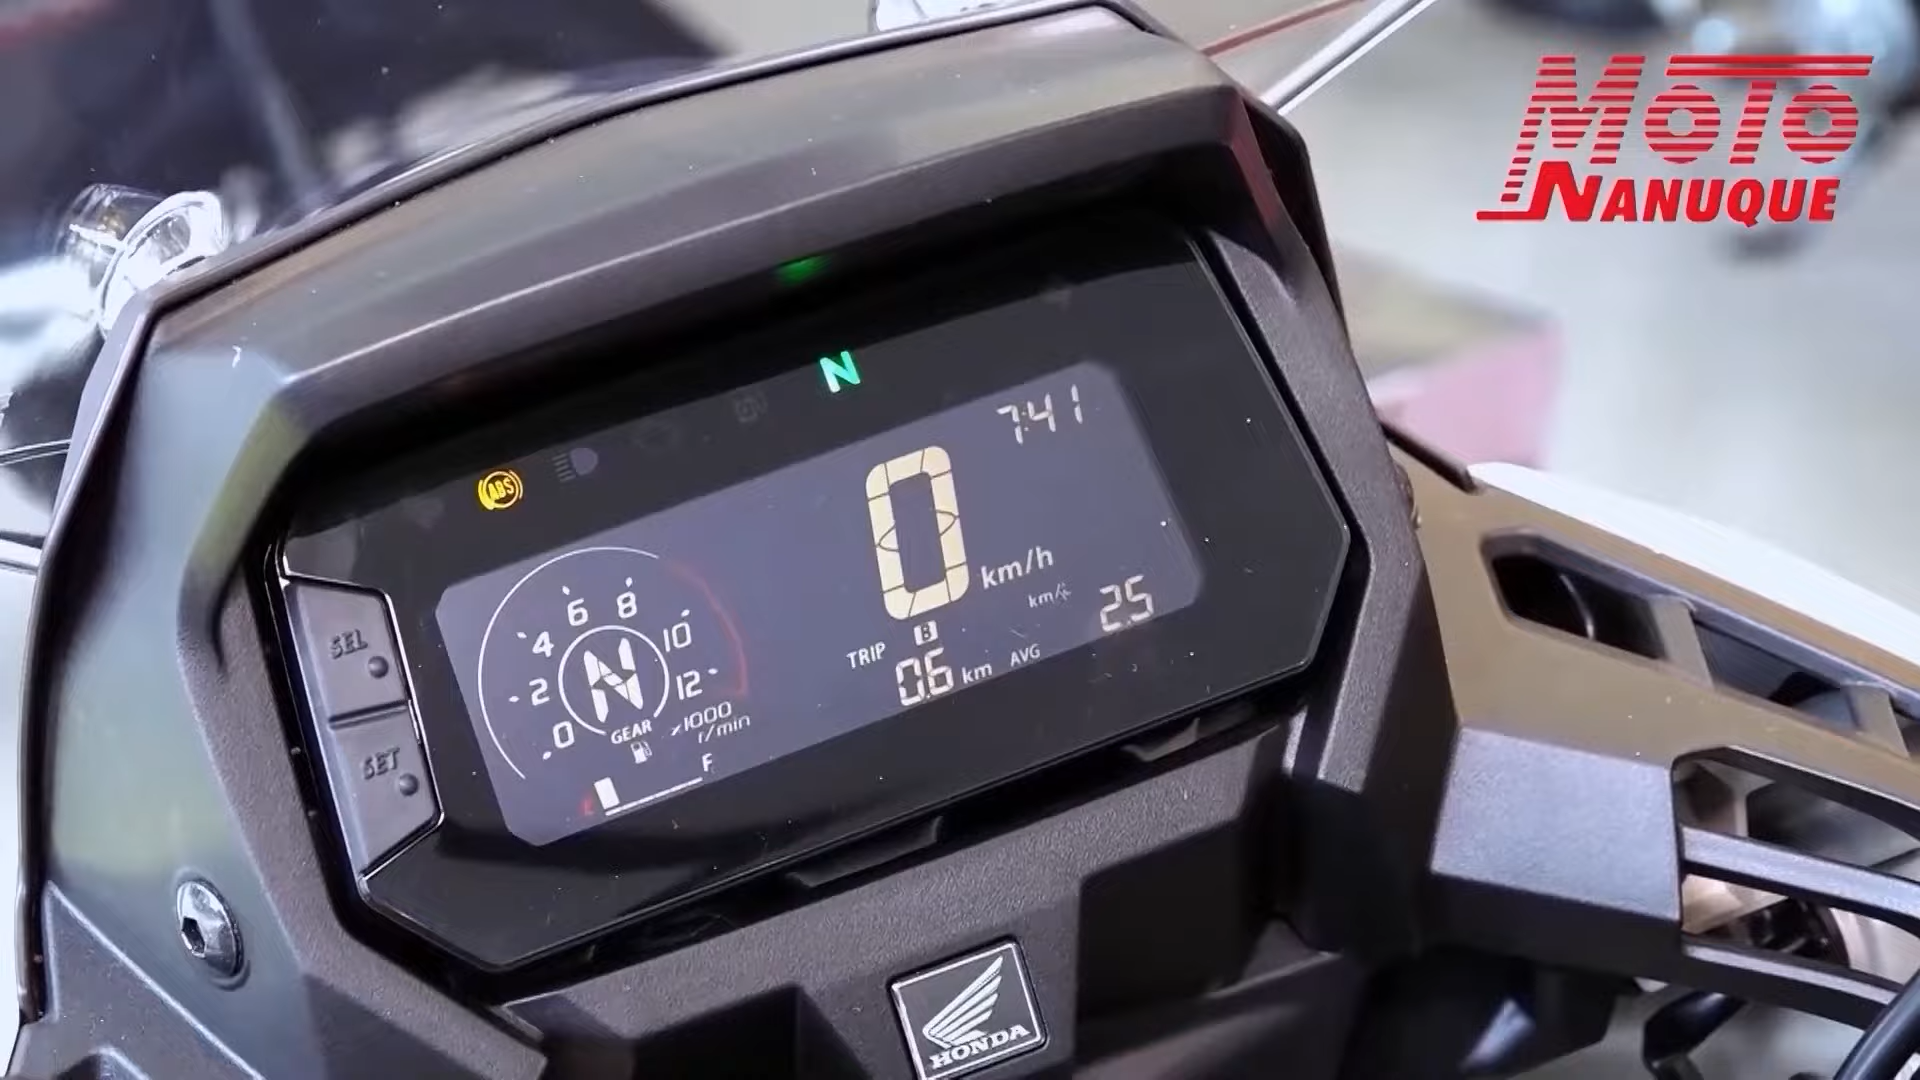 MOTO
NANUQUE
N
ABS
7:41
0 km/h
km/L
2.5
AVG
TRIP B
0.6 km
SEL
SET
0 2 4 6 8 10 12
N
GEAR
x1000
r/min
E F
HONDA